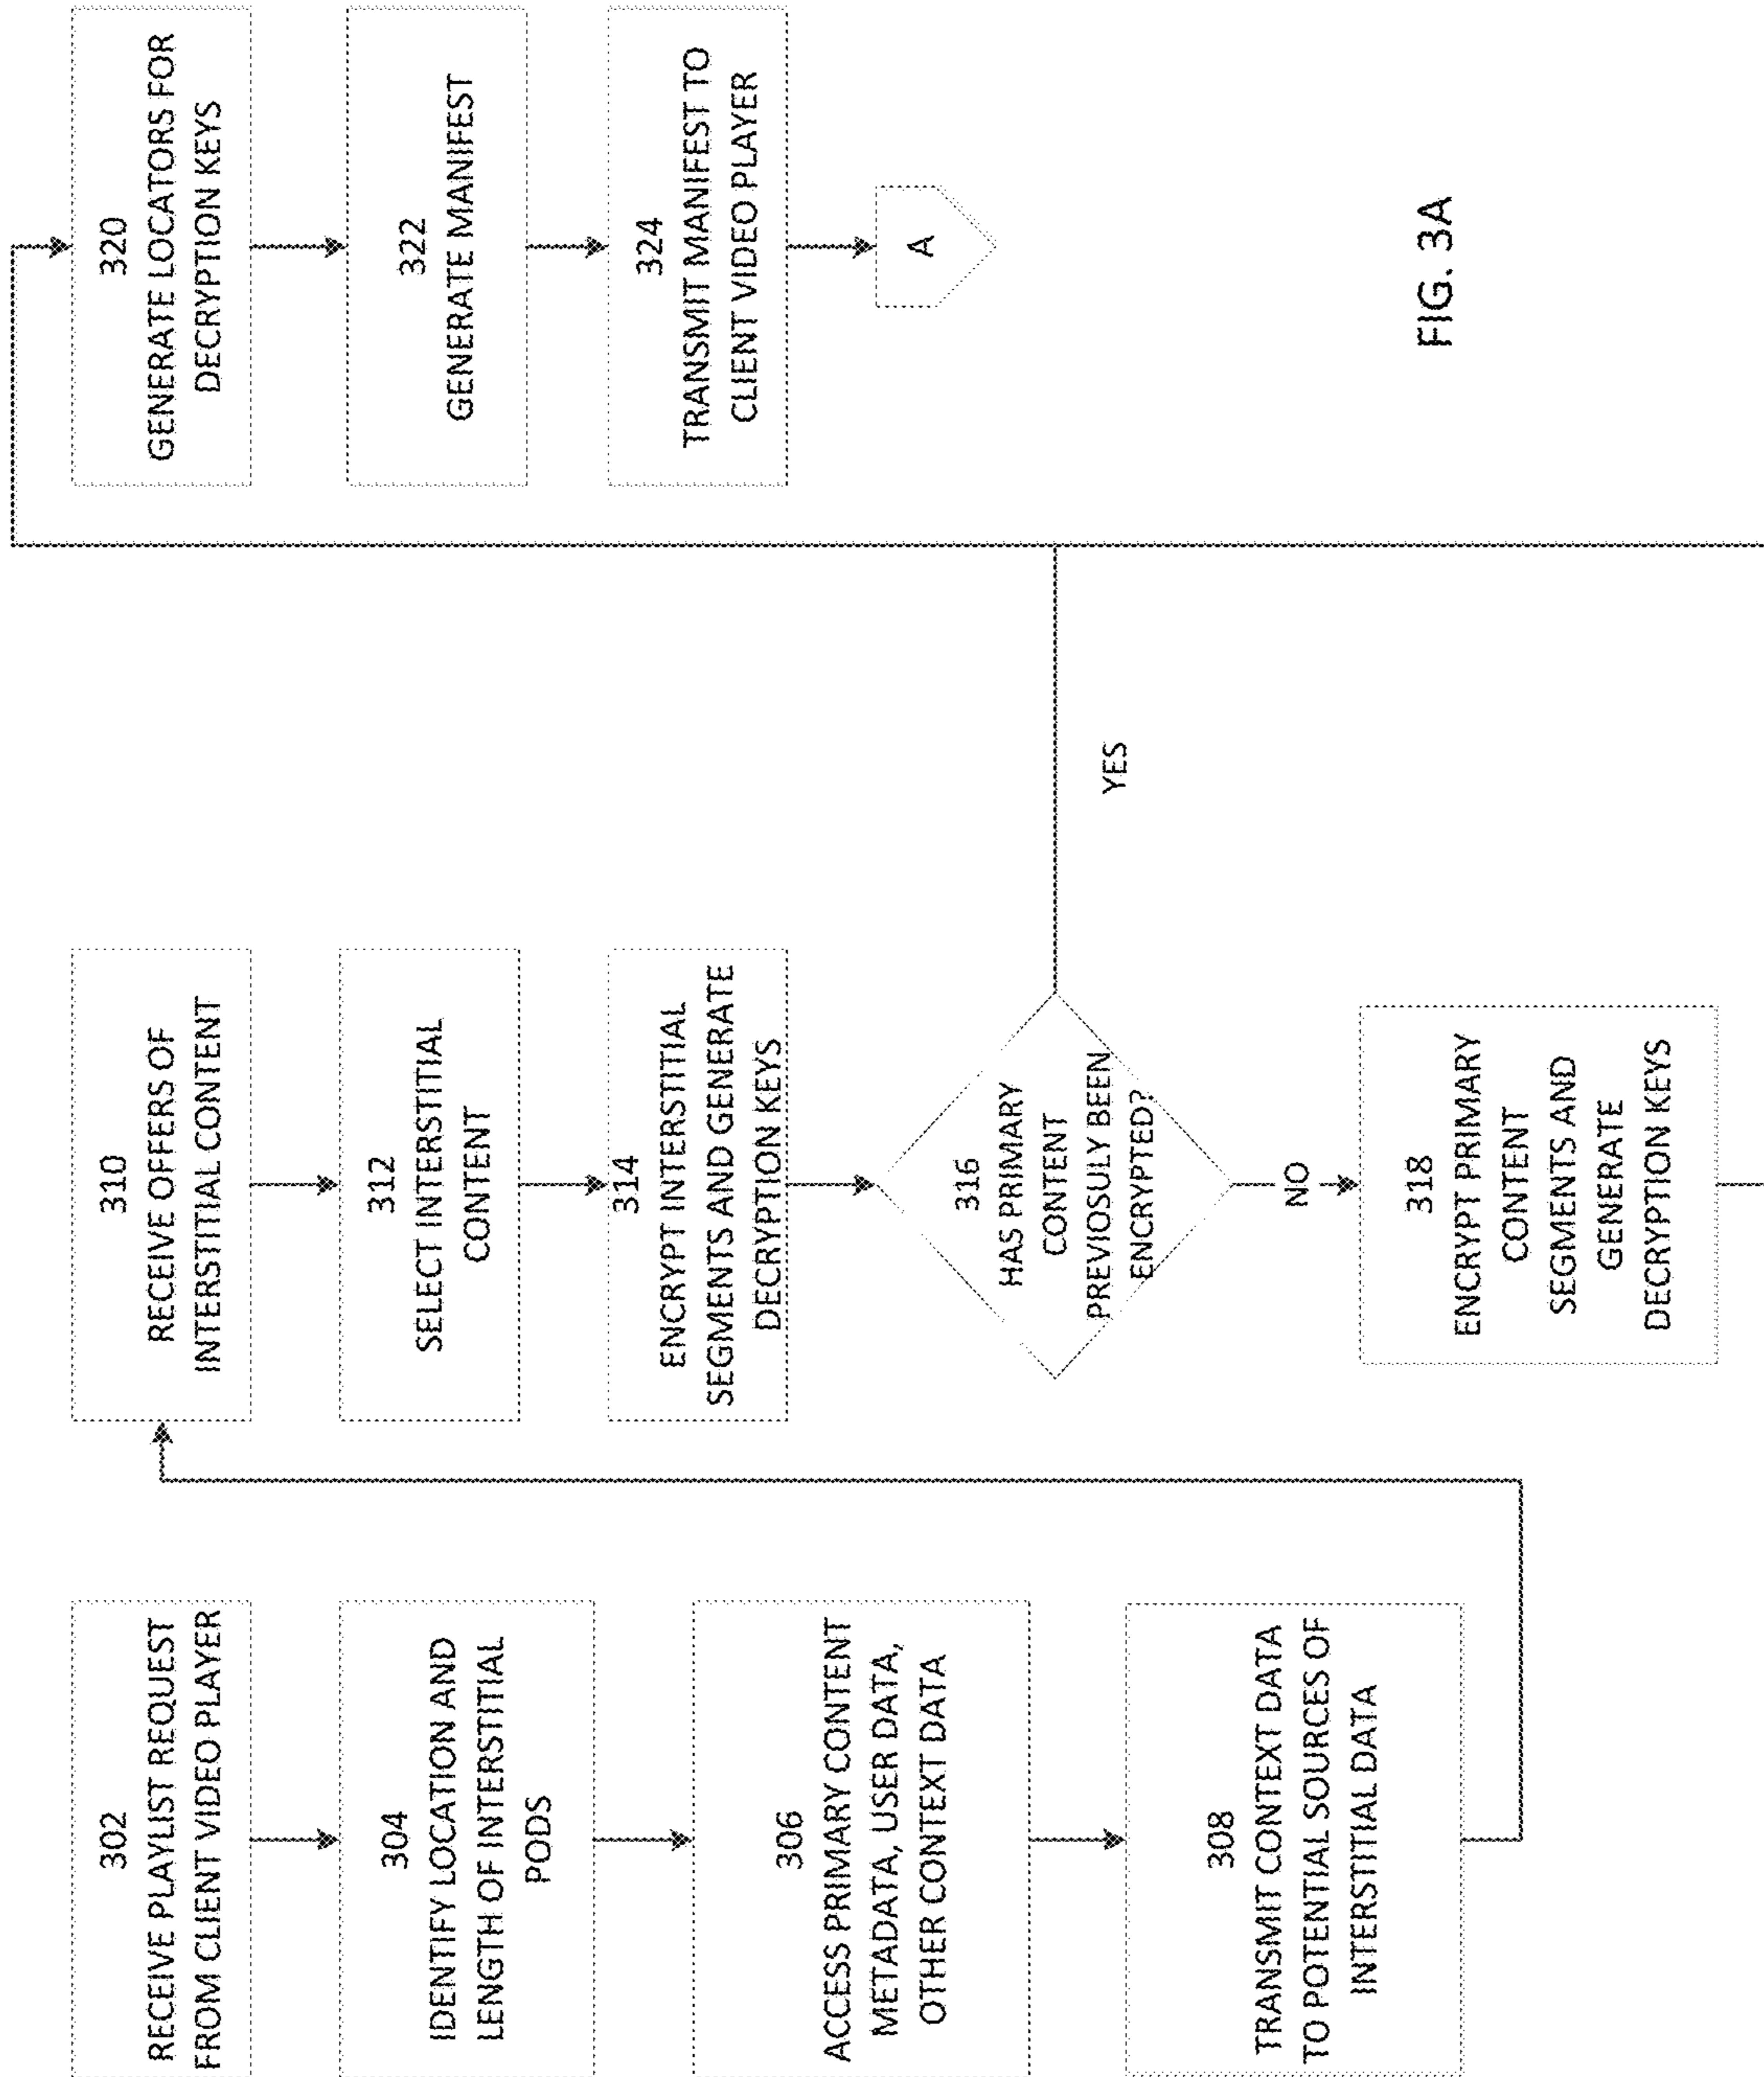 302
RECEIVE PLAYLIST REQUEST
FROM CLIENT VIDEO PLAYER
304
IDENTIFY LOCATION AND
LENGTH OF INTERSTITIAL
PODS
306
ACCESS PRIMARY CONTENT
METADATA, USER DATA,
OTHER CONTEXT DATA
308
TRANSMIT CONTEXT DATA
TO POTENTIAL SOURCES OF
INTERSTITIAL DATA
310
RECEIVE OFFERS OF
INTERSTITIAL CONTENT
312
SELECT INTERSTITIAL
CONTENT
314
ENCRYPT INTERSTITIAL
SEGMENTS AND GENERATE
DECRYPTION KEYS
316
HAS PRIMARY
CONTENT
PREVIOSULY BEEN
ENCRYPTED?
YES
NO
318
ENCRYPT PRIMARY
CONTENT
SEGMENTS AND
GENERATE
DECRYPTION KEYS
320
GENERATE LOCATORS FOR
DECRYPTION KEYS
322
GENERATE MANIFEST
324
TRANSMIT MANIFEST TO
CLIENT VIDEO PLAYER
A
FIG. 3A